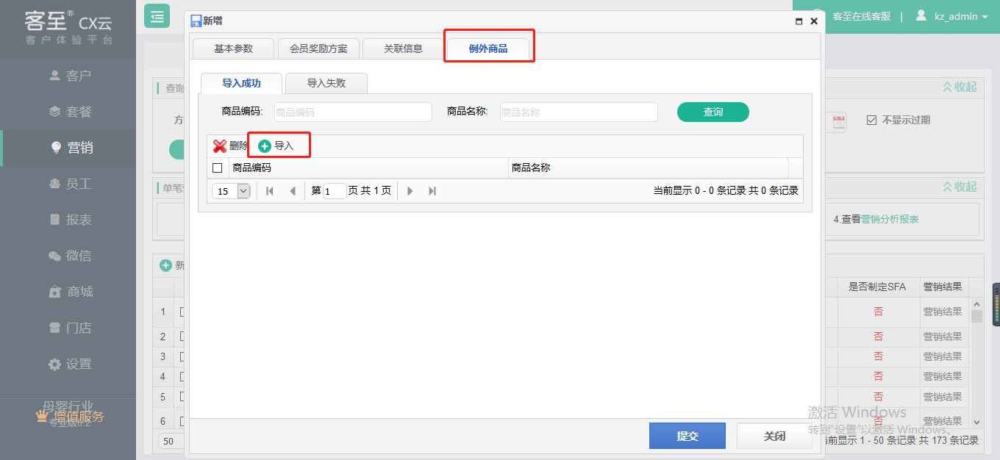 客至® CX云
客户体验平台
客户
套餐
营销
员工
报表
微信
商城
门店
设置
母婴行业
增值服务
专业版6.2
新增
客至在线客服 | kz_admin
基本参数 会员奖励方案 关联信息 例外商品
导入成功 导入失败
商品编码: 商品编码 商品名称: 商品名称 查询
删除 导入
商品编码 商品名称
15 第 1 页 共 1 页 当前显示 0 - 0 条记录 共 0 条记录
提交 关闭
查询
收起
方
不显示过期
单笔
收起
4.查看营销分析报表
新
是否制定SFA 营销结果
1 否 营销结果
2 否 营销结果
3 否 营销结果
4 否 营销结果
5 否 营销结果
6 否 营销结果
50 前显示 1 - 50 条记录 共 173 条记录
激活 Windows
转到"设置"以激活 Windows。